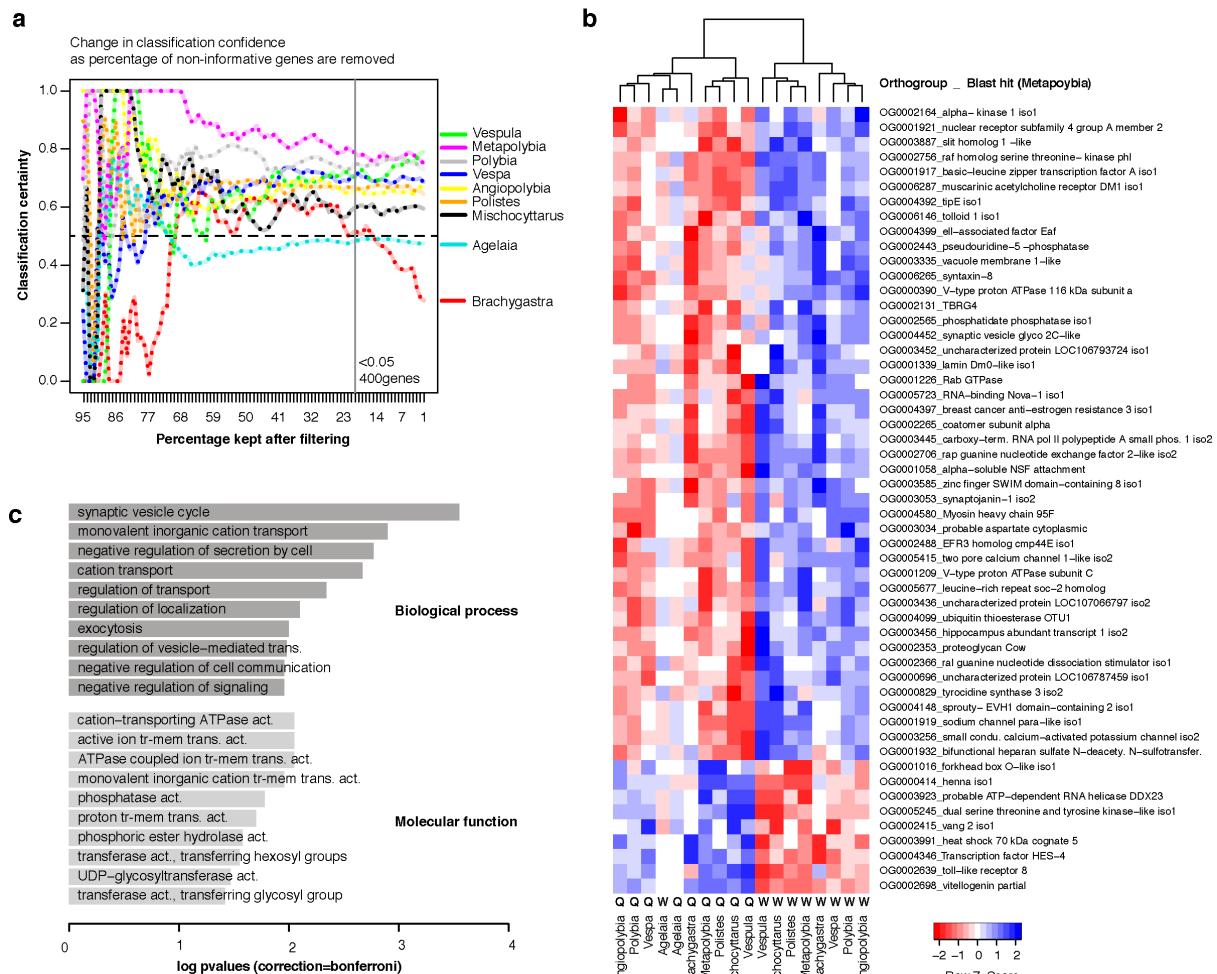 a
Change in classification confidence
as percentage of non-informative genes are removed
Classification certainty
1.0
0.8
0.6
0.4
0.2
0.0
<0.05
400genes
95 86 77 68 59 50 41 32 23 14 7 1
Percentage kept after filtering
Vespula
Metapolybia
Polybia
Vespa
Angiopolybia
Polistes
Mischocyttarus
Agelaia
Brachygastra
b
Orthogroup _ Blast hit (Metapoybia)
OG0002164_alpha− kinase 1 iso1
OG0001921_nuclear receptor subfamily 4 group A member 2
OG0003887_slit homolog 1 −like
OG0002756_raf homolog serine threonine− kinase phl
OG0001917_basic−leucine zipper transcription factor A iso1
OG0006287_muscarinic acetylcholine receptor DM1 iso1
OG0004392_tipE iso1
OG0006146_tolloid 1 iso1
OG0004399_ell−associated factor Eaf
OG0002443_pseudouridine−5 −phosphatase
OG0003335_vacuole membrane 1−like
OG0006265_syntaxin−8
OG0000390_V−type proton ATPase 116 kDa subunit a
OG0002131_TBRG4
OG0002565_phosphatidate phosphatase iso1
OG0004452_synaptic vesicle glyco 2C−like
OG0003452_uncharacterized protein LOC106793724 iso1
OG0001339_lamin Dm0−like iso1
OG0001226_Rab GTPase
OG0005723_RNA−binding Nova−1 iso1
OG0004397_breast cancer anti−estrogen resistance 3 iso1
OG0002265_coatomer subunit alpha
OG0003445_carboxy−term. RNA pol II polypeptide A small phos. 1 iso2
OG0002706_rap guanine nucleotide exchange factor 2−like iso2
OG0001058_alpha−soluble NSF attachment
OG0003585_zinc finger SWIM domain−containing 8 iso1
OG0003053_synaptojanin−1 iso2
OG0004580_Myosin heavy chain 95F
OG0003034_probable aspartate cytoplasmic
OG0002488_EFR3 homolog cmp44E iso1
OG0005415_two pore calcium channel 1−like iso2
OG0001209_V−type proton ATPase subunit C
OG0005677_leucine−rich repeat soc−2 homolog
OG0003436_uncharacterized protein LOC107066797 iso2
OG0004099_ubiquitin thioesterase OTU1
OG0003456_hippocampus abundant transcript 1 iso2
OG0002353_proteoglycan Cow
OG0002366_ral guanine nucleotide dissociation stimulator iso1
OG0000696_uncharacterized protein LOC106787459 iso1
OG0000829_tyrocidine synthase 3 iso2
OG0004148_sprouty− EVH1 domain−containing 2 iso1
OG0001919_sodium channel para−like iso1
OG0003256_small condu. calcium−activated potassium channel iso2
OG0001932_bifunctional heparan sulfate N−deacety. N−sulfotransfer.
OG0001016_forkhead box O−like iso1
OG0000414_henna iso1
OG0003923_probable ATP−dependent RNA helicase DDX23
OG0005245_dual serine threonine and tyrosine kinase−like iso1
OG0002415_vang 2 iso1
OG0003991_heat shock 70 kDa cognate 5
OG0004346_Transcription factor HES−4
OG0002639_toll−like receptor 8
OG0002698_vitellogenin partial
Q Q Q W Q Q Q Q Q Q W W W W W W W W
ngiopolybia Polybia Vespa Agelaia Agelaia achygastra Metapolybia Polistes chocyttarus Vespula Vespula chocyttarus Polistes Metapolybia achygastra Vespa Polybia ngiopolybia
−2 −1 0 1 2
c
synaptic vesicle cycle
monovalent inorganic cation transport
negative regulation of secretion by cell
cation transport
regulation of transport
regulation of localization
exocytosis
regulation of vesicle−mediated trans.
negative regulation of cell communication
negative regulation of signaling
Biological process
cation−transporting ATPase act.
active ion tr-mem trans. act.
ATPase coupled ion tr-mem trans. act.
monovalent inorganic cation tr-mem trans. act.
phosphatase act.
proton tr-mem trans. act.
phosphoric ester hydrolase act.
transferase act., transferring hexosyl groups
UDP−glycosyltransferase act.
transferase act., transferring glycosyl group
Molecular function
0 1 2 3 4
log pvalues (correction=bonferroni)